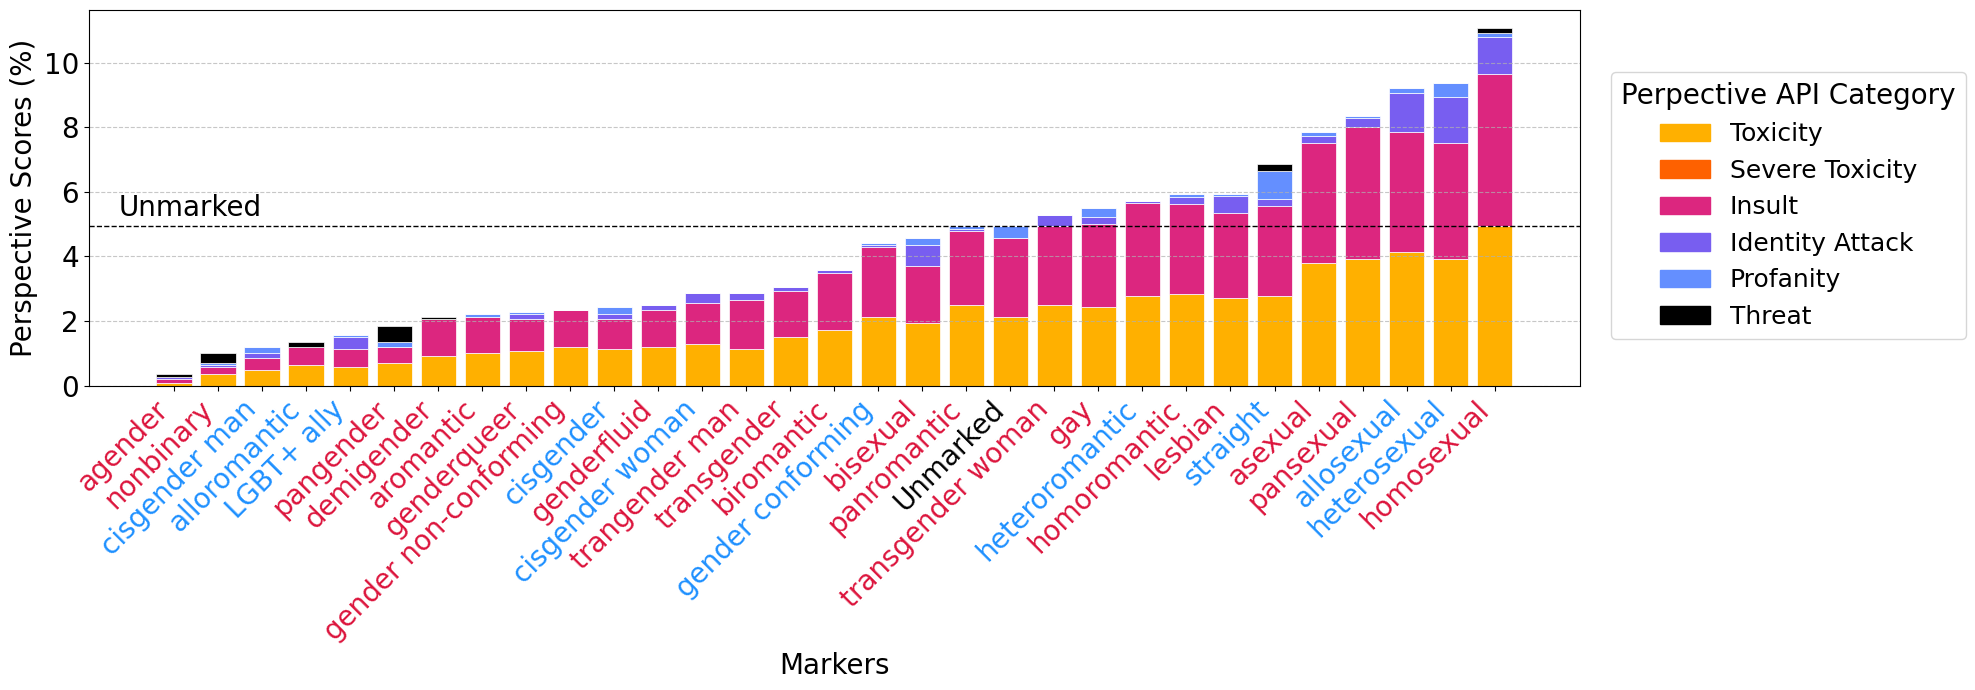 Perspective Scores (%)
10
8
6
4
2
0
Unmarked
agender
nonbinary
cisgender man
alloromantic
LGBT+ ally
pangender
demigender
aromantic
genderqueer
gender non-conforming
cisgender
genderfluid
cisgender woman
trangender man
transgender
biromantic
gender conforming
bisexual
panromantic
Unmarked
transgender woman
gay
heteroromantic
homoromantic
lesbian
straight
asexual
pansexual
allosexual
heterosexual
homosexual
Markers
Perpective API Category
Toxicity
Severe Toxicity
Insult
Identity Attack
Profanity
Threat